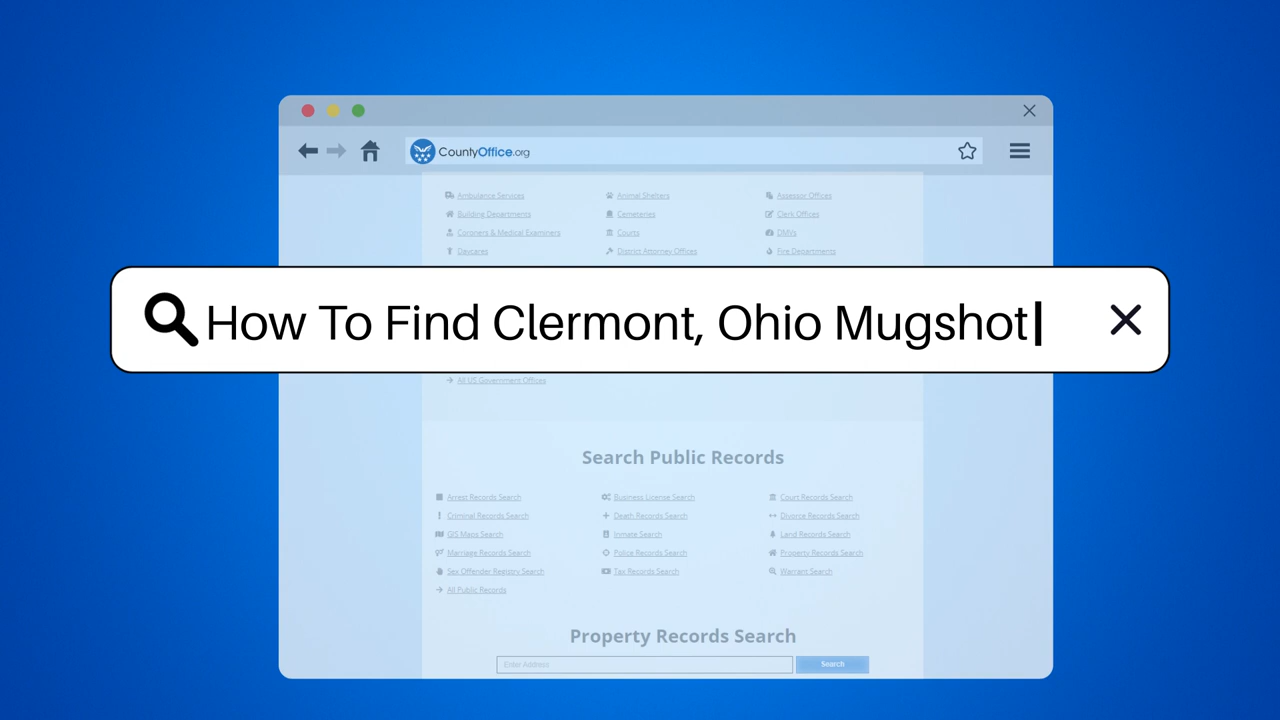 CountyOffice.org
Ambulance Services Animal Shelters Assessor Offices
Building Departments Cemeteries Clerk Offices
Coroners & Medical Examiners Courts DMVs
Daycares District Attorney Offices Fire Departments
How To Find Clermont, Ohio Mugshot
All US Government Offices
Search Public Records
Arrest Records Search Business License Search Court Records Search
Criminal Records Search Death Records Search Divorce Records Search
GIS Maps Search Inmate Search Land Records Search
Marriage Records Search Police Records Search Property Records Search
Sex Offender Registry Search Tax Records Search Warrant Search
All Public Records
Property Records Search
Enter Address Search